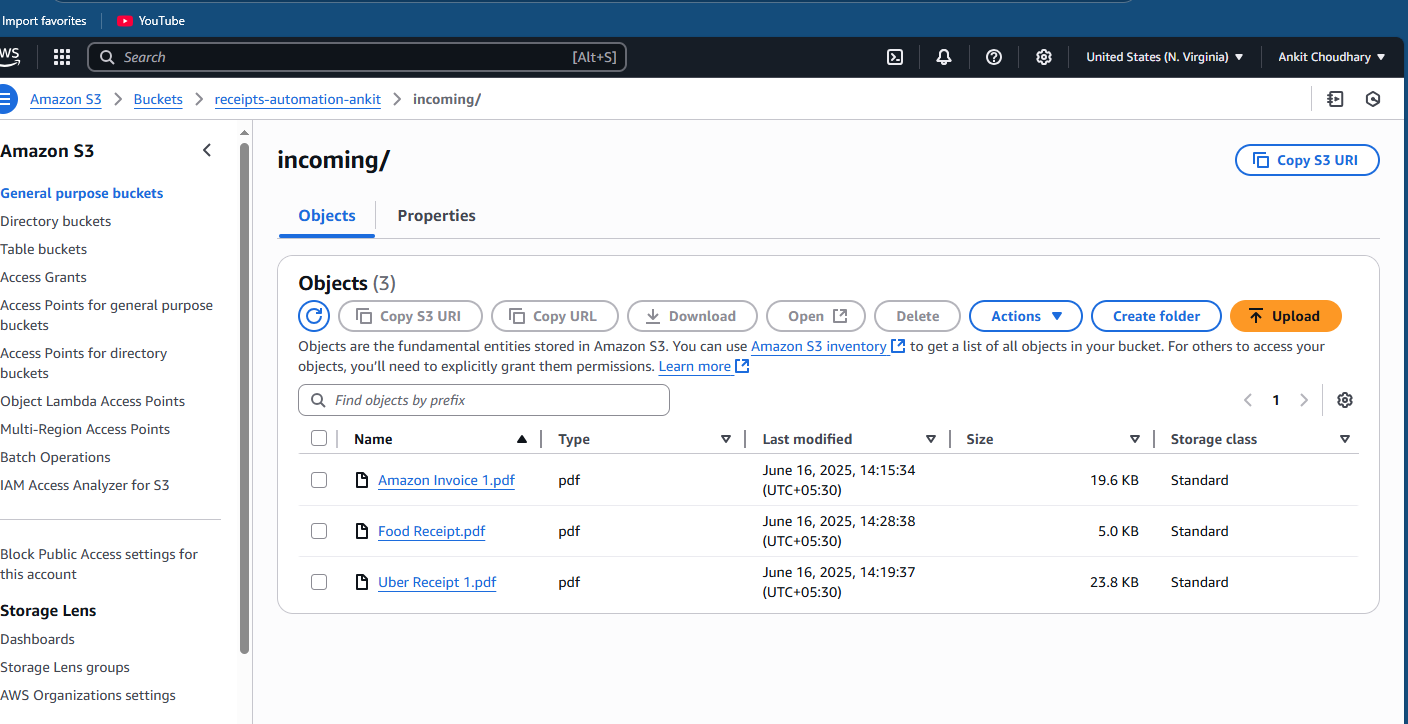 Import favorites
YouTube
Search
[Alt+S]
United States (N. Virginia)
Ankit Choudhary
Amazon S3
Buckets
receipts-automation-ankit
incoming/
Amazon S3
General purpose buckets
Directory buckets
Table buckets
Access Grants
Access Points for general purpose
buckets
Access Points for directory
buckets
Object Lambda Access Points
Multi-Region Access Points
Batch Operations
IAM Access Analyzer for S3
Block Public Access settings for
this account
Storage Lens
Dashboards
Storage Lens groups
AWS Organizations settings
incoming/
Copy S3 URI
Objects
Properties
Objects (3)
Copy S3 URI
Copy URL
Download
Open
Delete
Actions
Create folder
Upload
Objects are the fundamental entities stored in Amazon S3. You can use Amazon S3 inventory to get a list of all objects in your bucket. For others to access your
objects, you’ll need to explicitly grant them permissions. Learn more
Find objects by prefix
1
Name Type Last modified Size Storage class
Amazon Invoice 1.pdf pdf June 16, 2025, 14:15:34 19.6 KB Standard
(UTC+05:30)
Food Receipt.pdf pdf June 16, 2025, 14:28:38 5.0 KB Standard
(UTC+05:30)
Uber Receipt 1.pdf pdf June 16, 2025, 14:19:37 23.8 KB Standard
(UTC+05:30)